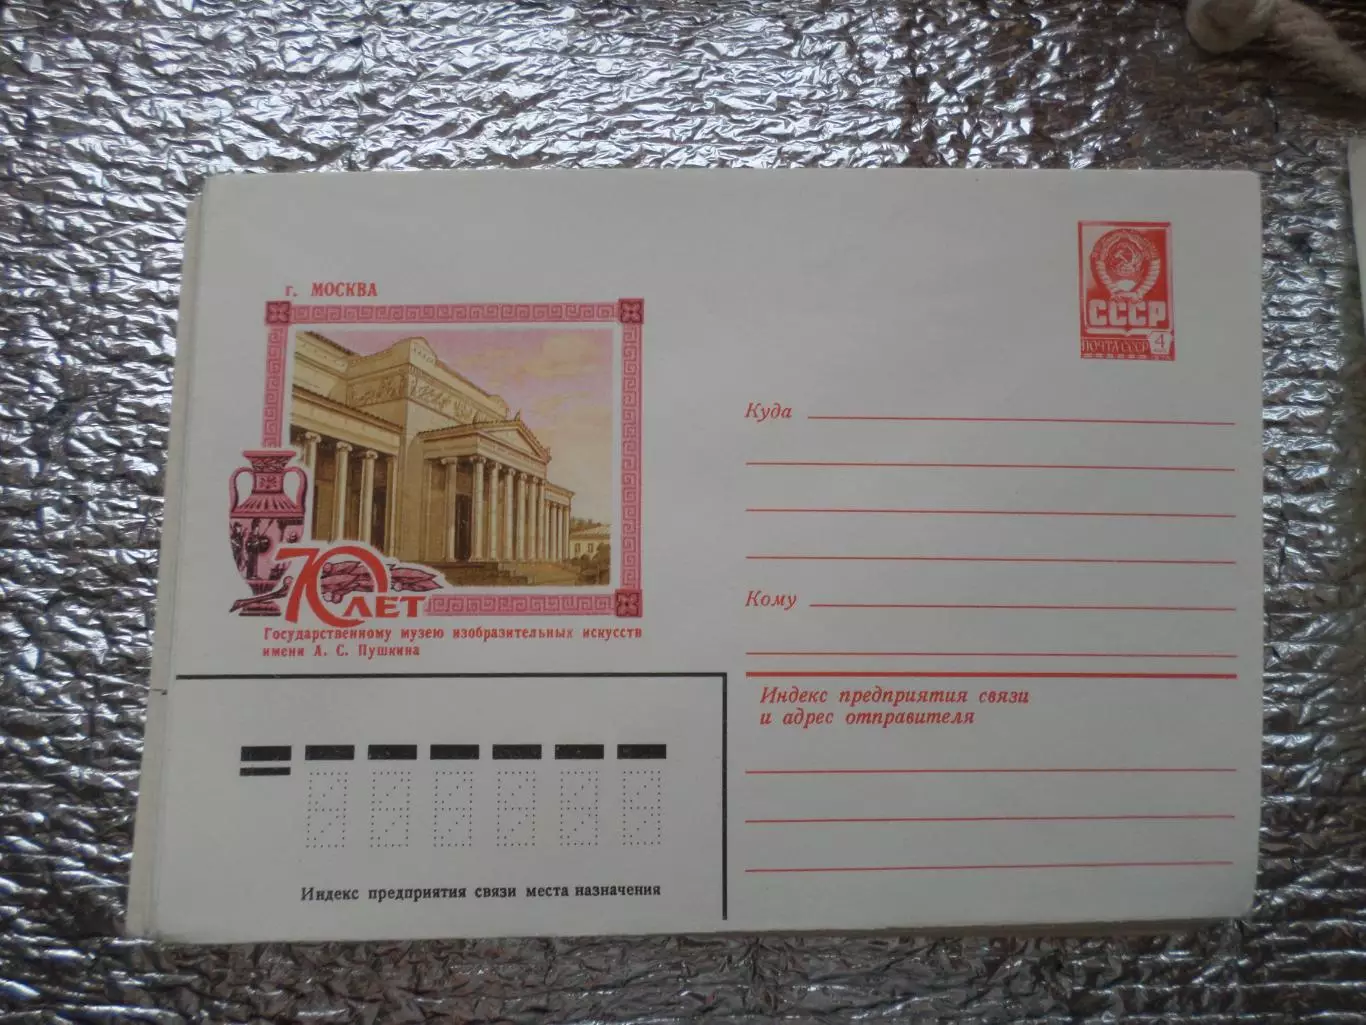 г. МОСКВА
70 ЛЕТ
Государственному музею изобразительных искусств
имени А. С. Пушкина
СССР
ПОЧТА СССР 4
Куда
Кому
Индекс предприятия связи
и адрес отправителя
Индекс предприятия связи места назначения